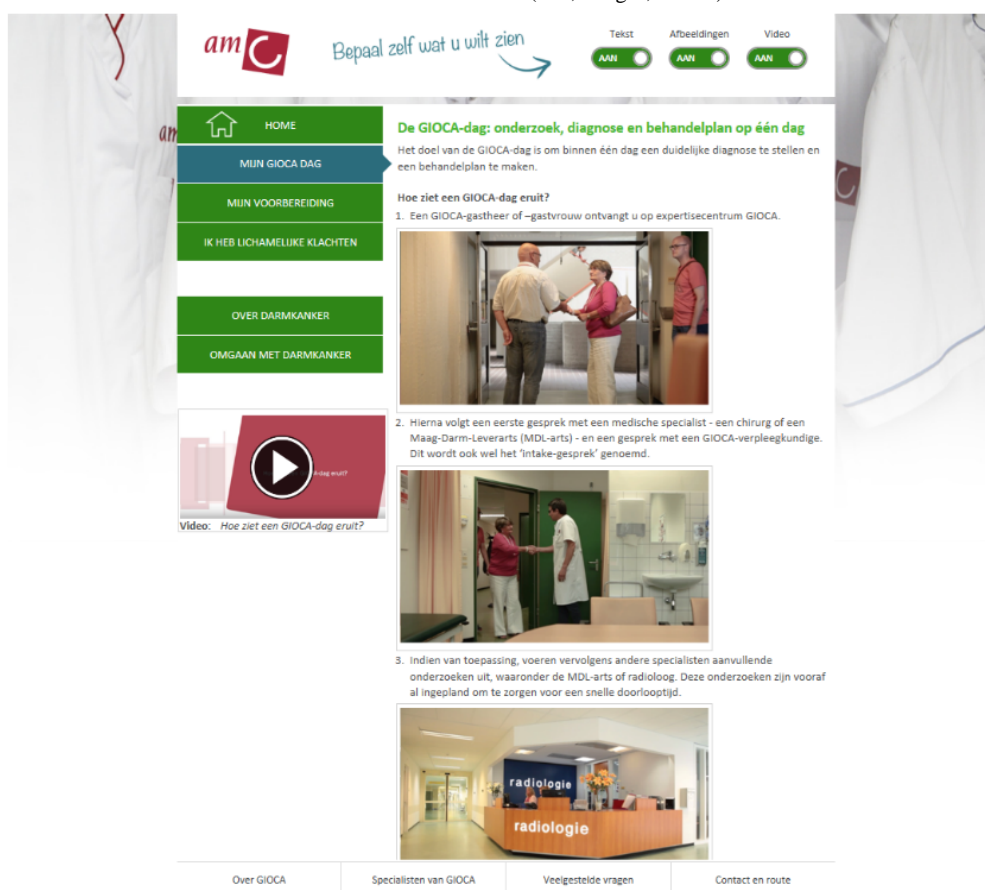 amC
Bepaal zelf wat u wilt zien
Tekst
Afbeeldingen
Video
AAN
AAN
AAN
HOME
MIJN GIOCA DAG
MIJN VOORBEREIDING
IK HEB LICHAMELIJKE KLACHTEN
OVER DARMKANKER
OMGAAN MET DARMKANKER
Video: Hoe ziet een GIOCA-dag eruit?
De GIOCA-dag: onderzoek, diagnose en behandelplan op één dag
Het doel van de GIOCA-dag is om binnen één dag een duidelijke diagnose te stellen en
een behandelplan te maken.
Hoe ziet een GIOCA-dag eruit?
1. Een GIOCA-gastheer of –gastvrouw ontvangt u op expertisecentrum GIOCA.
2. Hierna volgt een eerste gesprek met een medische specialist - een chirurg of een
Maag-Darm-Leverarts (MDL-arts) - en een gesprek met een GIOCA-verpleegkundige.
Dit wordt ook wel het 'intake-gesprek' genoemd.
3. Indien van toepassing, voeren vervolgens andere specialisten aanvullende
onderzoeken uit, waaronder de MDL-arts of radioloog. Deze onderzoeken zijn vooraf
al ingepland om te zorgen voor een snelle doorlooptijd.
radiologie
radiologie
Over GIOCA
Specialisten van GIOCA
Veelgestelde vragen
Contact en route